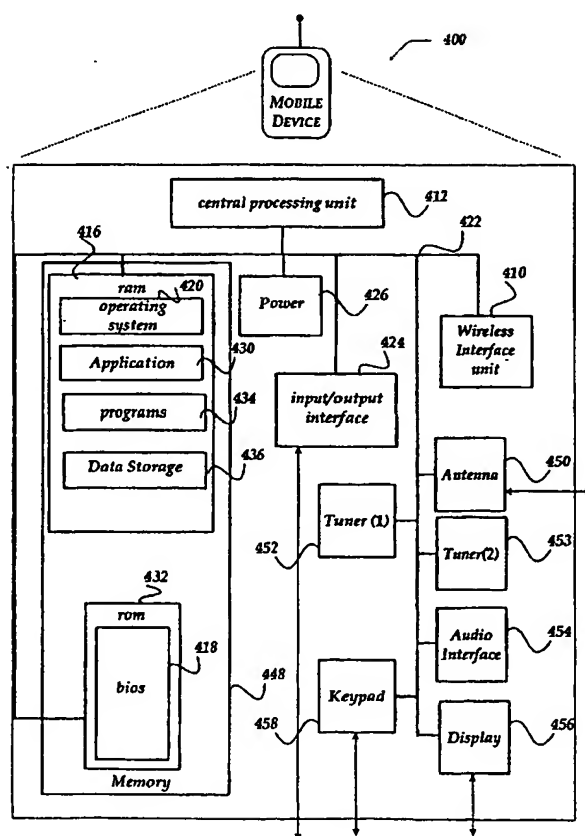 400
MOBILE
DEVICE
central processing unit
412
416
422
ram
420
operating
system
Power
426
410
Wireless
Interface
unit
Application
430
424
input/output
interface
programs
434
Data Storage
436
Antenna
450
Tuner (1)
452
Tuner(2)
453
432
rom
418
bios
Audio
Interface
454
448
Keypad
458
Display
456
Memory